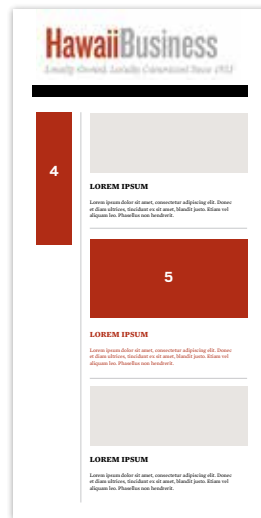 HawaiiBusiness
Locally Owned, Locally Committed Since 1955
4
LOREM IPSUM
Lorem ipsum dolor sit amet, consectetur adipiscing elit. Donec
et diam ultrices, tincidunt ex sit amet, blandit justo. Etiam vel
aliquam leo. Phasellus non hendrerit.
5
LOREM IPSUM
Lorem ipsum dolor sit amet, consectetur adipiscing elit. Donec
et diam ultrices, tincidunt ex sit amet, blandit justo. Etiam vel
aliquam leo. Phasellus non hendrerit.
LOREM IPSUM
Lorem ipsum dolor sit amet, consectetur adipiscing elit. Donec
et diam ultrices, tincidunt ex sit amet, blandit justo. Etiam vel
aliquam leo. Phasellus non hendrerit.